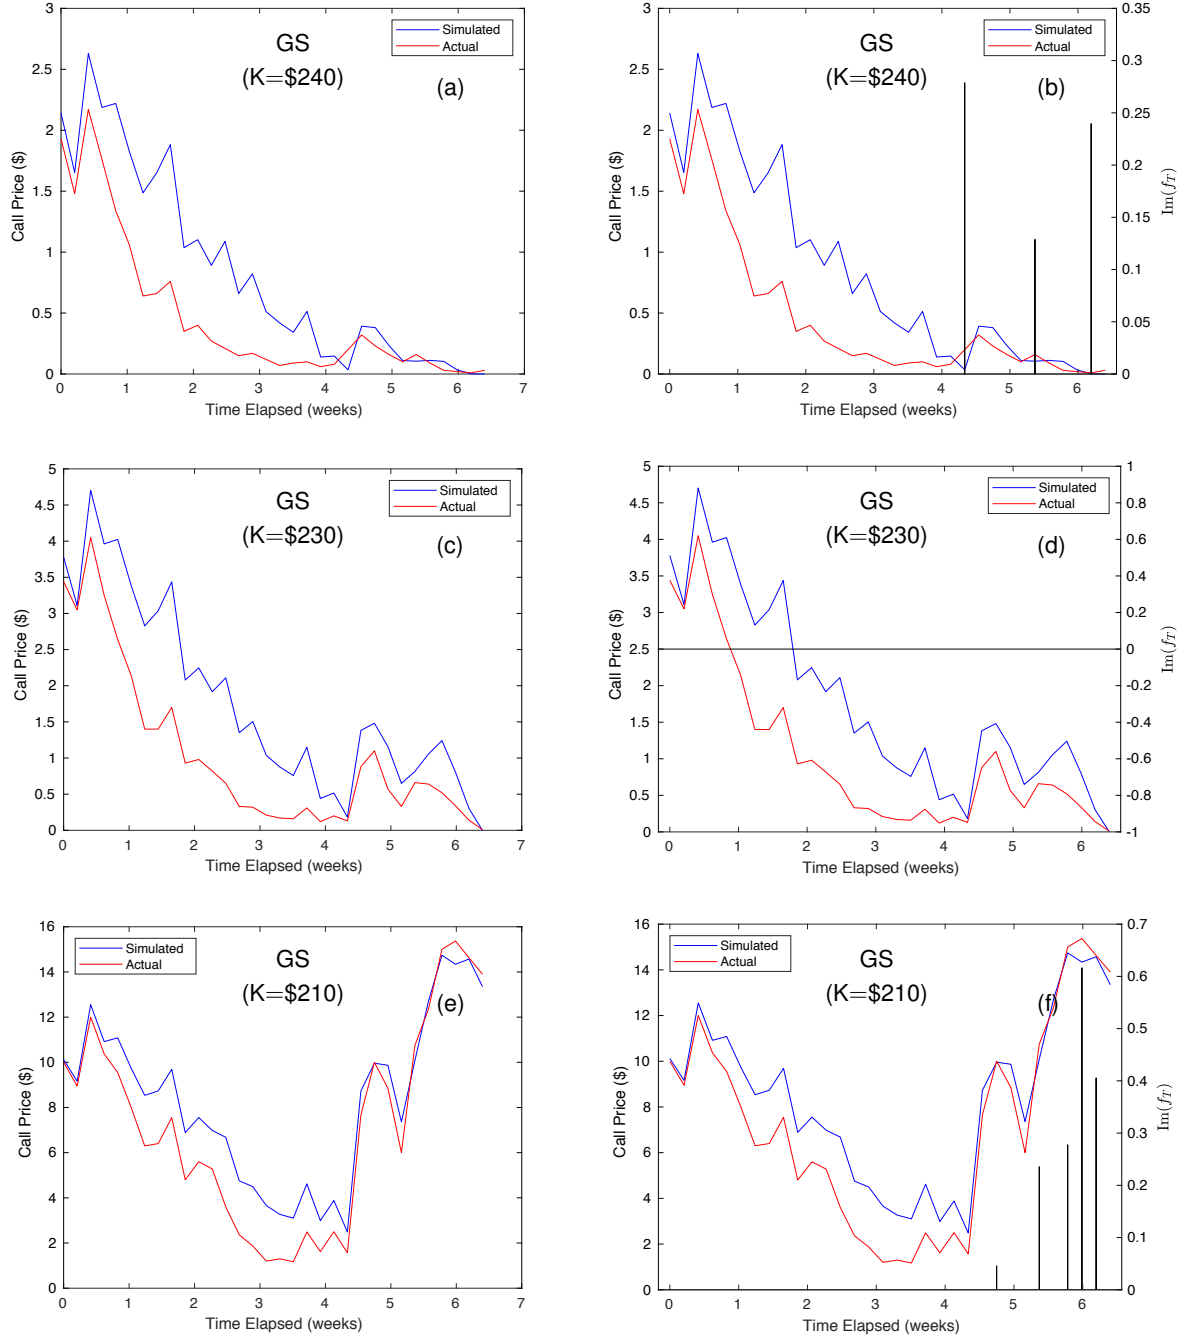 3
2.5
2
1.5
1
0.5
0
Call Price ($)
0 1 2 3 4 5 6 7
Time Elapsed (weeks)
GS
(K=$240)
(a)
Simulated
Actual
3
2.5
2
1.5
1
0.5
0
Call Price ($)
0 1 2 3 4 5 6
Time Elapsed (weeks)
GS
(K=$240)
(b)
Simulated
Actual
0.35
0.3
0.25
0.2
0.15
0.1
0.05
0
Im(f_T)
5
4.5
4
3.5
3
2.5
2
1.5
1
0.5
0
Call Price ($)
0 1 2 3 4 5 6 7
Time Elapsed (weeks)
GS
(K=$230)
(c)
Simulated
Actual
5
4.5
4
3.5
3
2.5
2
1.5
1
0.5
0
Call Price ($)
0 1 2 3 4 5 6
Time Elapsed (weeks)
GS
(K=$230)
(d)
Simulated
Actual
1
0.8
0.6
0.4
0.2
0
-0.2
-0.4
-0.6
-0.8
-1
Im(f_T)
16
14
12
10
8
6
4
2
0
Call Price ($)
0 1 2 3 4 5 6 7
Time Elapsed (weeks)
Simulated
Actual
GS
(K=$210)
(e)
16
14
12
10
8
6
4
2
0
Call Price ($)
0 1 2 3 4 5 6
Time Elapsed (weeks)
Simulated
Actual
GS
(K=$210)
(f)
0.7
0.6
0.5
0.4
0.3
0.2
0.1
0
Im(f_T)